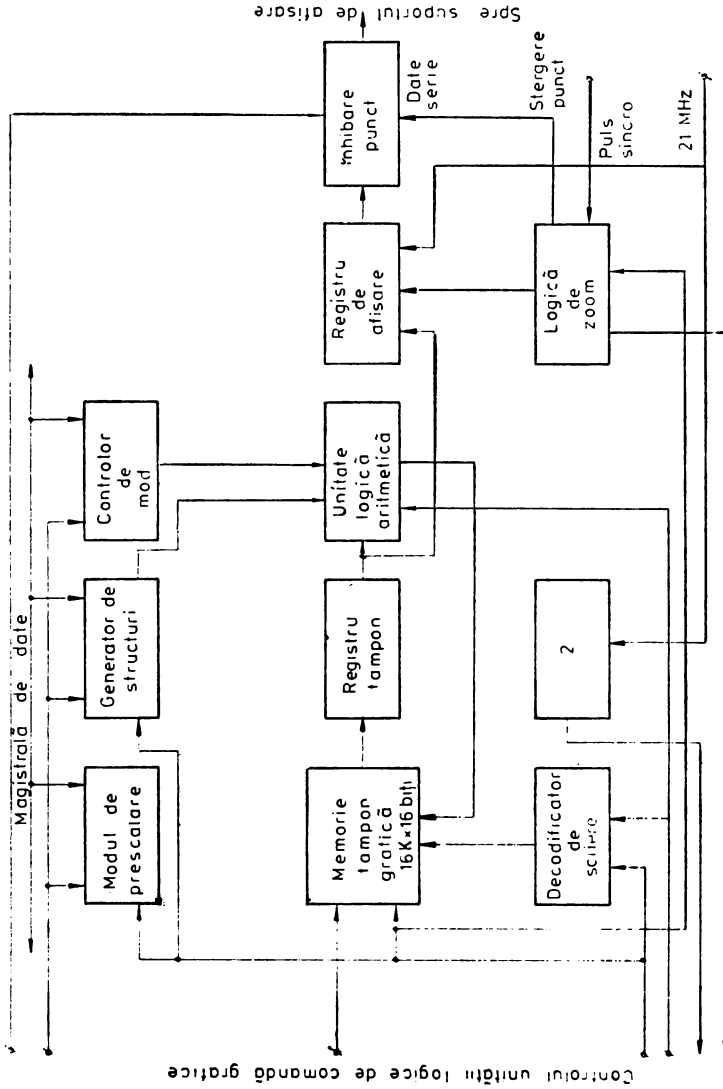 Magistrală de date
Modul de
prescalare
Generator de
structuri
Controlor
de
mod
Memorie
tampon
grafică
16K×16 biți
Registru
tampon
Unitate
logică
aritmetică
Registru
de
afisare
Inhibare
punct
Spre suportul de afisare
Decodificator
de
scriere
2
Logică
de
zoom
Date
serie
Stergere
punct
Puls
sincro
21 MHz
Controlul unității logice de comandă grafice